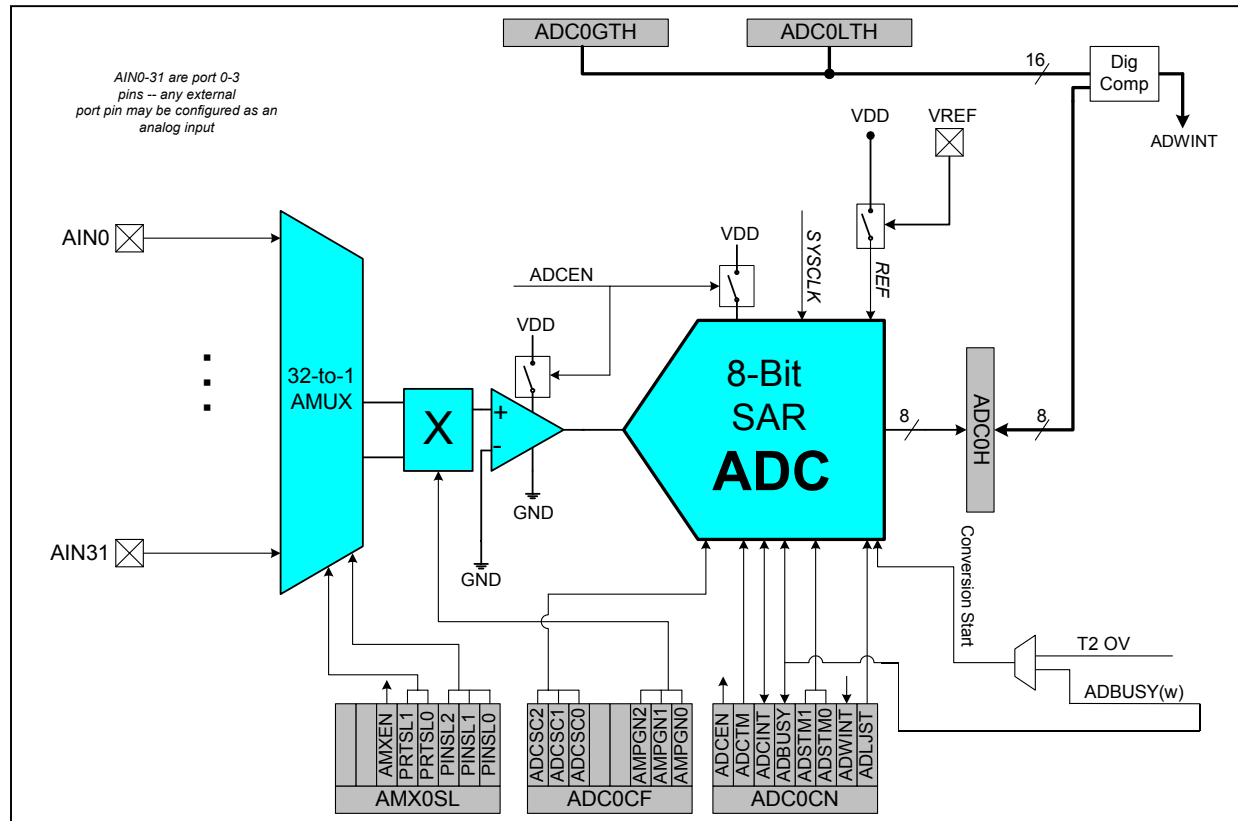 ADC0GTH
ADC0LTH
AIN0-31 are port 0-3
pins -- any external
port pin may be configured as an
analog input
16
Dig
Comp
ADWINT
VDD
VREF
AIN0
VDD
SYSCLK
REF
ADCEN
VDD
32-to-1
AMUX
X
+
-
8-Bit
SAR
ADC
8
ADC0H
8
GND
GND
AIN31
Conversion Start
T2 OV
ADBUSY(w)
AMXEN
PRTSL1
PRTSL0
PINSL2
PINSL1
PINSL0
AMX0SL
ADCSC2
ADCSC1
ADCSC0
AMPGN2
AMPGN1
AMPGN0
ADC0CF
ADCEN
ADCTM
ADCINT
ADBUSY
ADSTM1
ADSTM0
ADWINT
ADLJST
ADC0CN